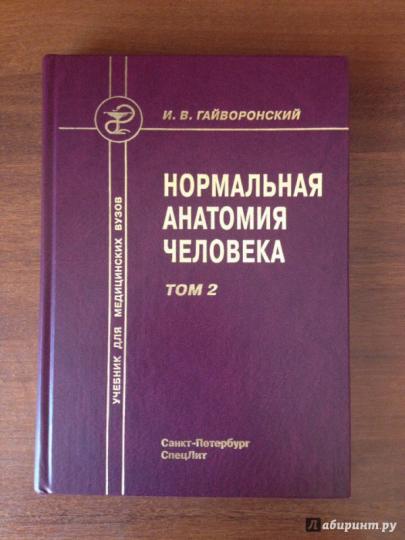 И. В. ГАЙВОРОНСКИЙ
НОРМАЛЬНАЯ
АНАТОМИЯ
ЧЕЛОВЕКА
ТОМ 2
УЧЕБНИК ДЛЯ МЕДИЦИНСКИХ ВУЗОВ
Санкт-Петербург
СпецЛит
Лабиринт.ру